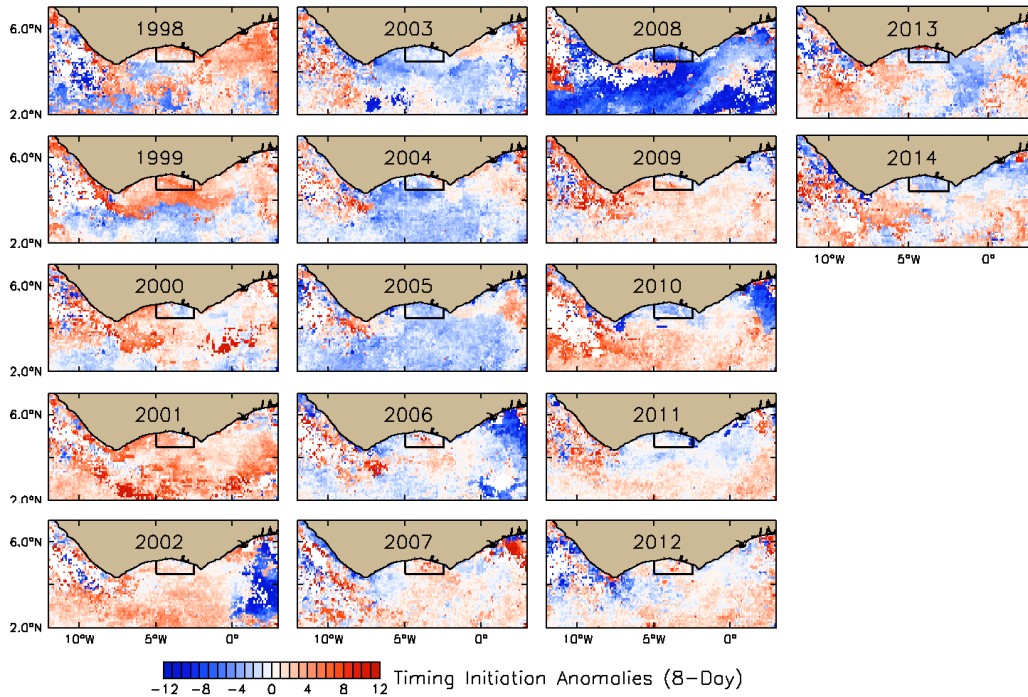 6.0°N 1998 2003 2008 2013
2.0°N
6.0°N 1999 2004 2009 2014
2.0°N
10°W 5°W 0°
6.0°N 2000 2005 2010
2.0°N
6.0°N 2001 2006 2011
2.0°N
6.0°N 2002 2007 2012
2.0°N
10°W 5°W 0° 10°W 5°W 0° 10°W 5°W 0°
Timing Initiation Anomalies (8-Day)
-12 -8 -4 0 4 8 12